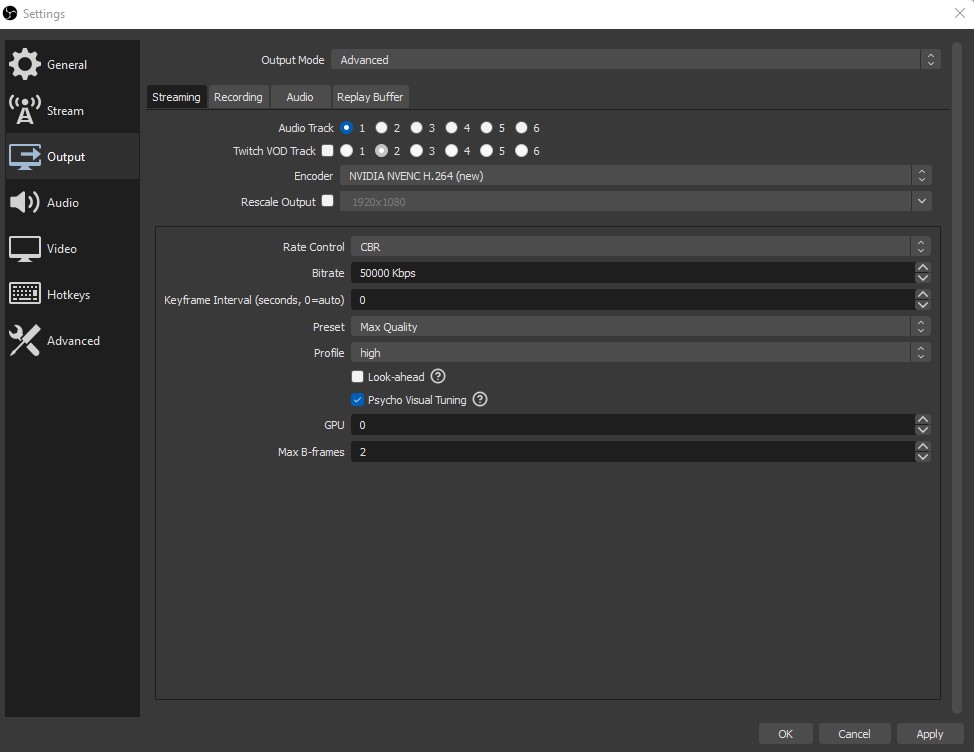 Settings
General
Stream
Output
Audio
Video
Hotkeys
Advanced
Output Mode Advanced
Streaming Recording Audio Replay Buffer
Audio Track 1 2 3 4 5 6
Twitch VOD Track 1 2 3 4 5 6
Encoder NVIDIA NVENC H.264 (new)
Rescale Output 1920x1080
Rate Control CBR
Bitrate 50000 Kbps
Keyframe Interval (seconds, 0=auto) 0
Preset Max Quality
Profile high
Look-ahead ?
Psycho Visual Tuning ?
GPU 0
Max B-frames 2
OK Cancel Apply